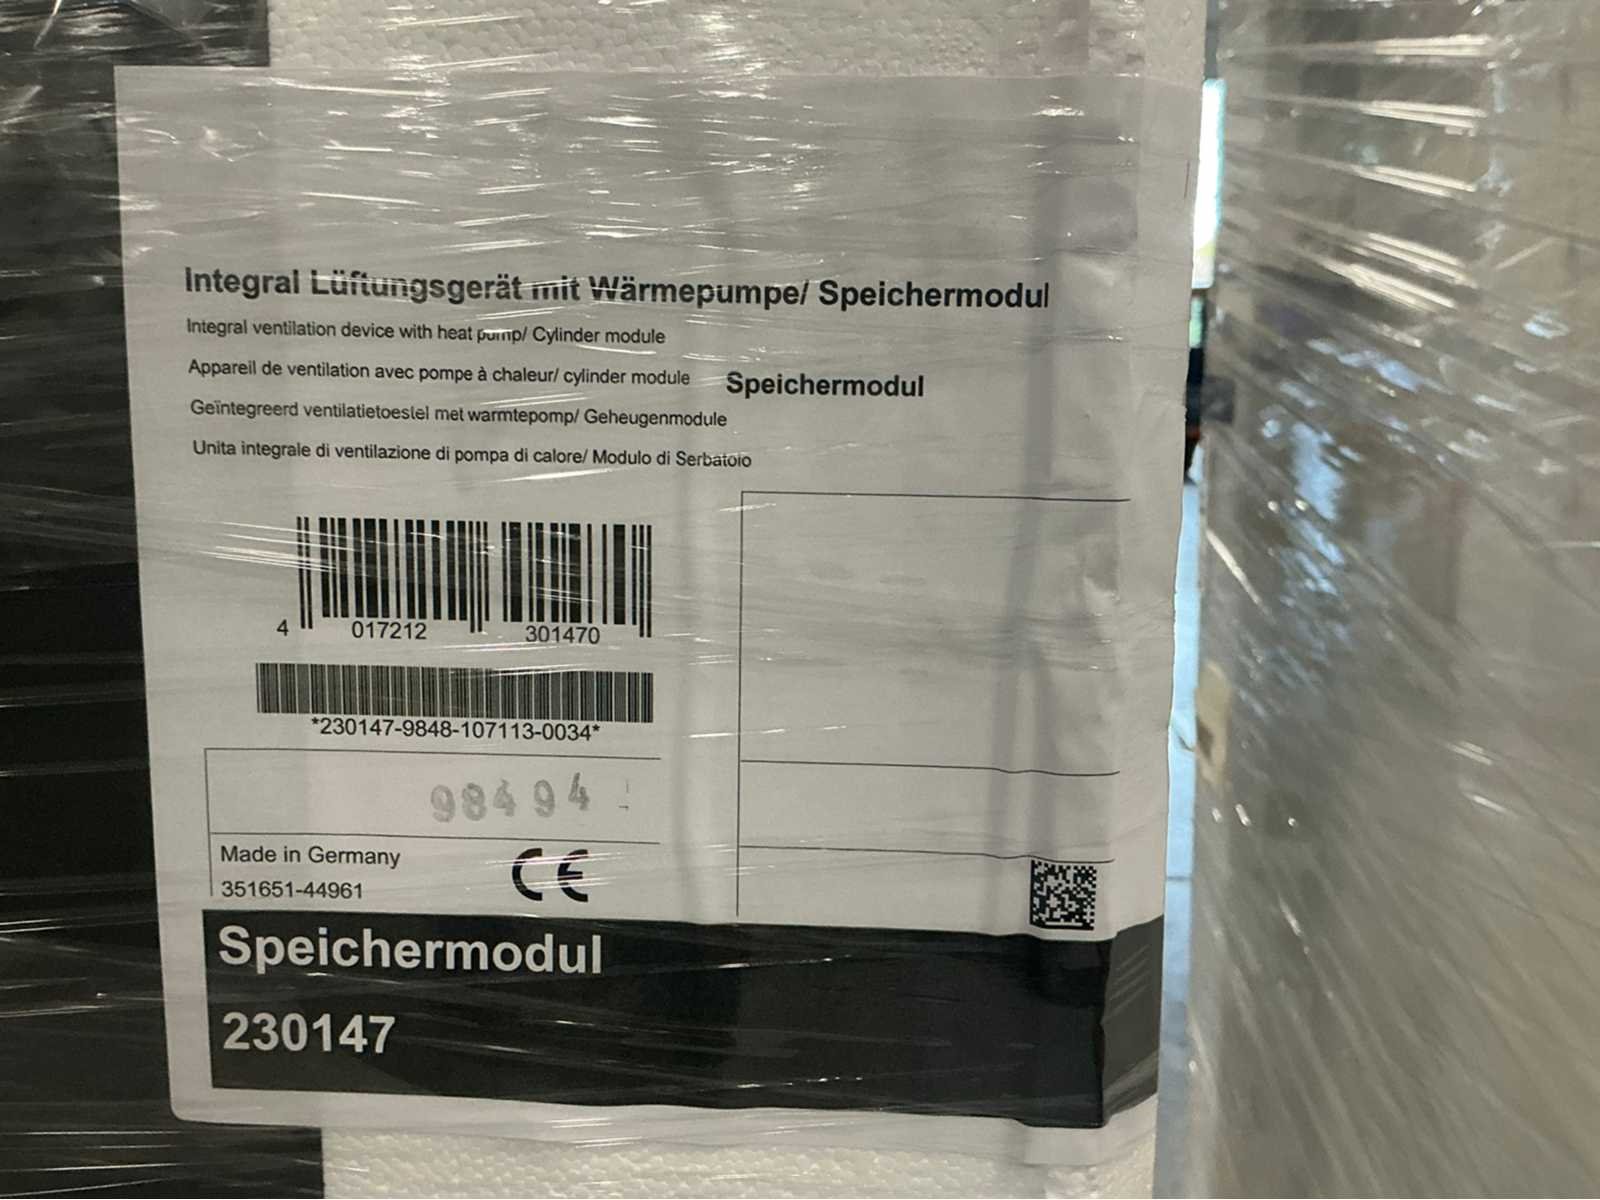 Integral Lüftungsgerät mit Wärmepumpe/ Speichermodul
Integral ventilation device with heat pump/ Cylinder module
Appareil de ventilation avec pompe à chaleur/ cylinder module
Speichermodul
Geïntegreerd ventilatietoestel met warmtepomp/ Geheugenmodule
Unita integrale di ventilazione di pompa di calore/ Modulo di Serbatoio
4 017212 301470
*230147-9848-107113-0034*
98494
Made in Germany
351651-44961
CE
Speichermodul
230147